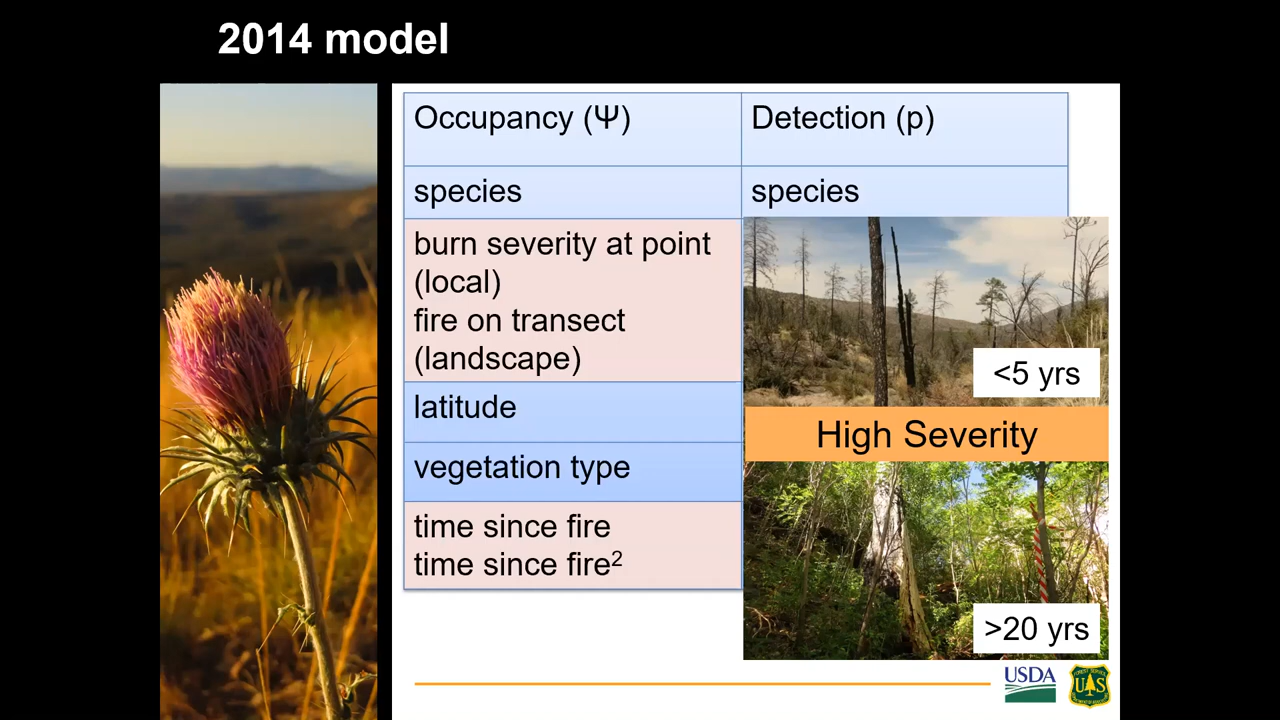 2014 model
Occupancy (Ψ)
Detection (p)
species
species
burn severity at point
(local)
fire on transect
(landscape)
latitude
vegetation type
time since fire
time since fire²
<5 yrs
High Severity
>20 yrs
USDA
UAS